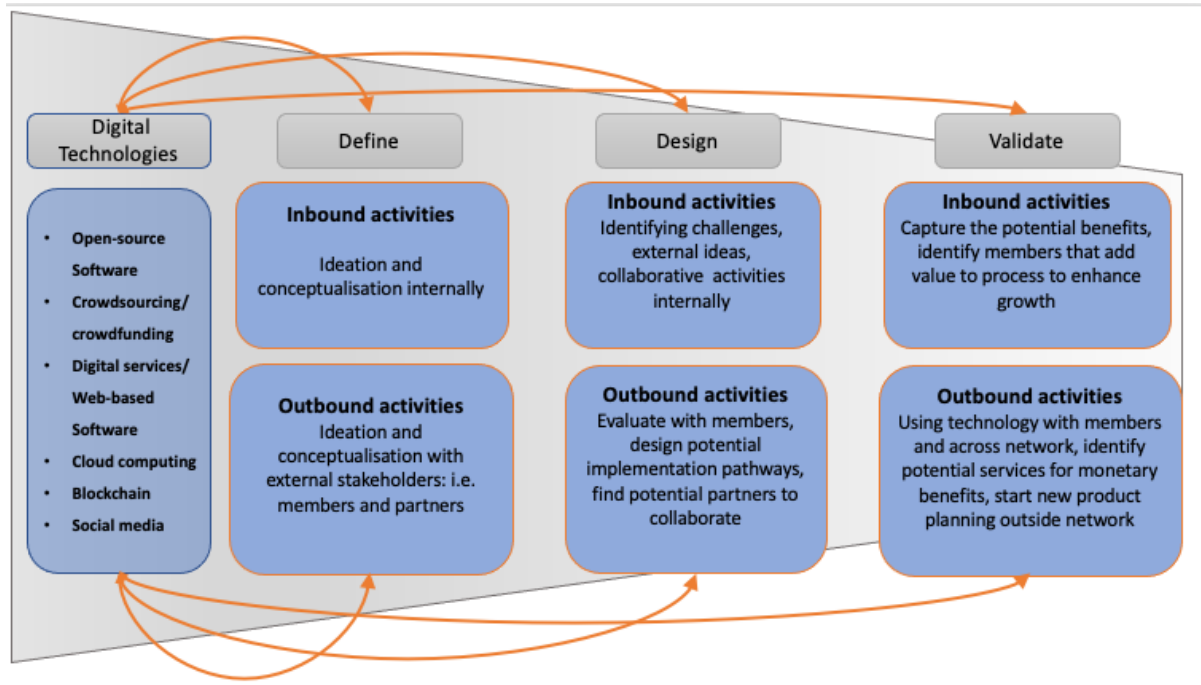 Digital
Technologies
Define
Design
Validate
• Open-source
Software
• Crowdsourcing/
crowdfunding
• Digital services/
Web-based
Software
• Cloud computing
• Blockchain
• Social media
Inbound activities
Ideation and
conceptualisation internally
Outbound activities
Ideation and
conceptualisation with
external stakeholders: i.e.
members and partners
Inbound activities
Identifying challenges,
external ideas,
collaborative activities
internally
Outbound activities
Evaluate with members,
design potential
implementation pathways,
find potential partners to
collaborate
Inbound activities
Capture the potential benefits,
identify members that add
value to process to enhance
growth
Outbound activities
Using technology with members
and across network, identify
potential services for monetary
benefits, start new product
planning outside network